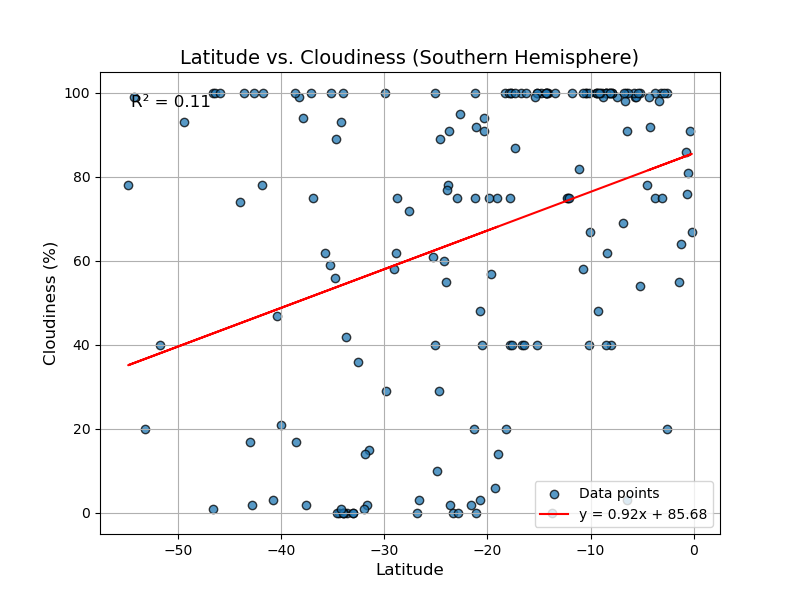 Latitude vs. Cloudiness (Southern Hemisphere)
R² = 0.11
Cloudiness (%)
100
80
60
40
20
0
Data points
y = 0.92x + 85.68
−50
−40
−30
−20
−10
0
Latitude